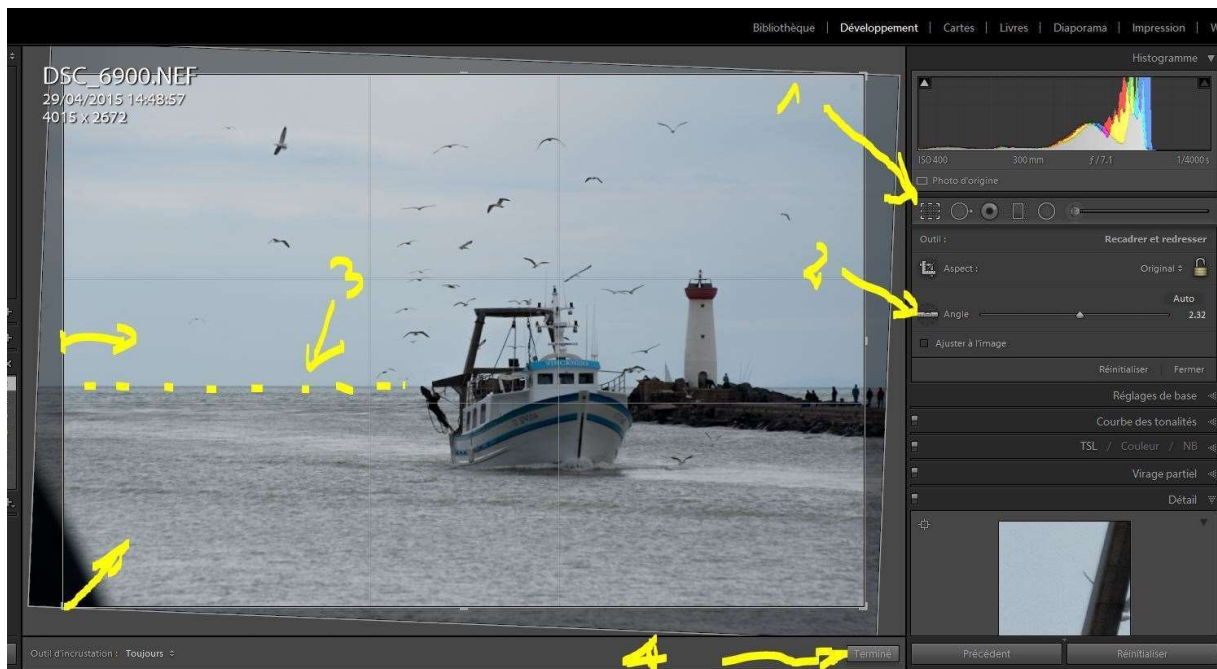 Bibliothèque | Développement | Cartes | Livres | Diaporama | Impression | W
Histogramme
DSC_6900.NEF
29/04/2015 14:48:57
4015 x 2672
1
ISO 400 300 mm ƒ / 7.1 1/4000 s
Photo d'origine
Outil : Recadrer et redresser
2
Aspect : Original
3
Auto
Angle 2.32
Ajuster à l'image
Réinitialiser Fermer
Réglages de base
Courbe des tonalités
TSL / Couleur / NB
Virage partiel
Détail
Outil d'incrustation : Toujours
4
Terminé
Précédent Réinitialiser